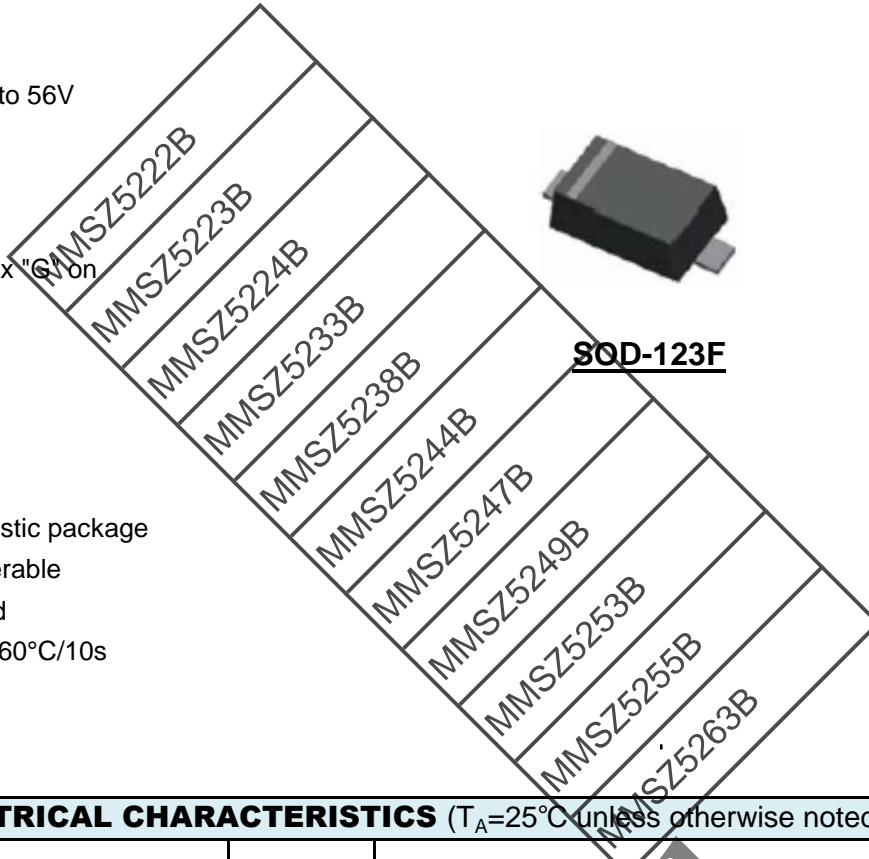 to 56V
MMSZ5222B
MMSZ5223B
x "G" on
MMSZ5224B
MMSZ5233B
SOD-123F
MMSZ5238B
MMSZ5244B
MMSZ5247B
stic package
MMSZ5249B
erable
MMSZ5253B
d
60°C/10s
MMSZ5255B
MMSZ5263B
TRICAL CHARACTERISTICS (TA=25°C unless otherwise noted